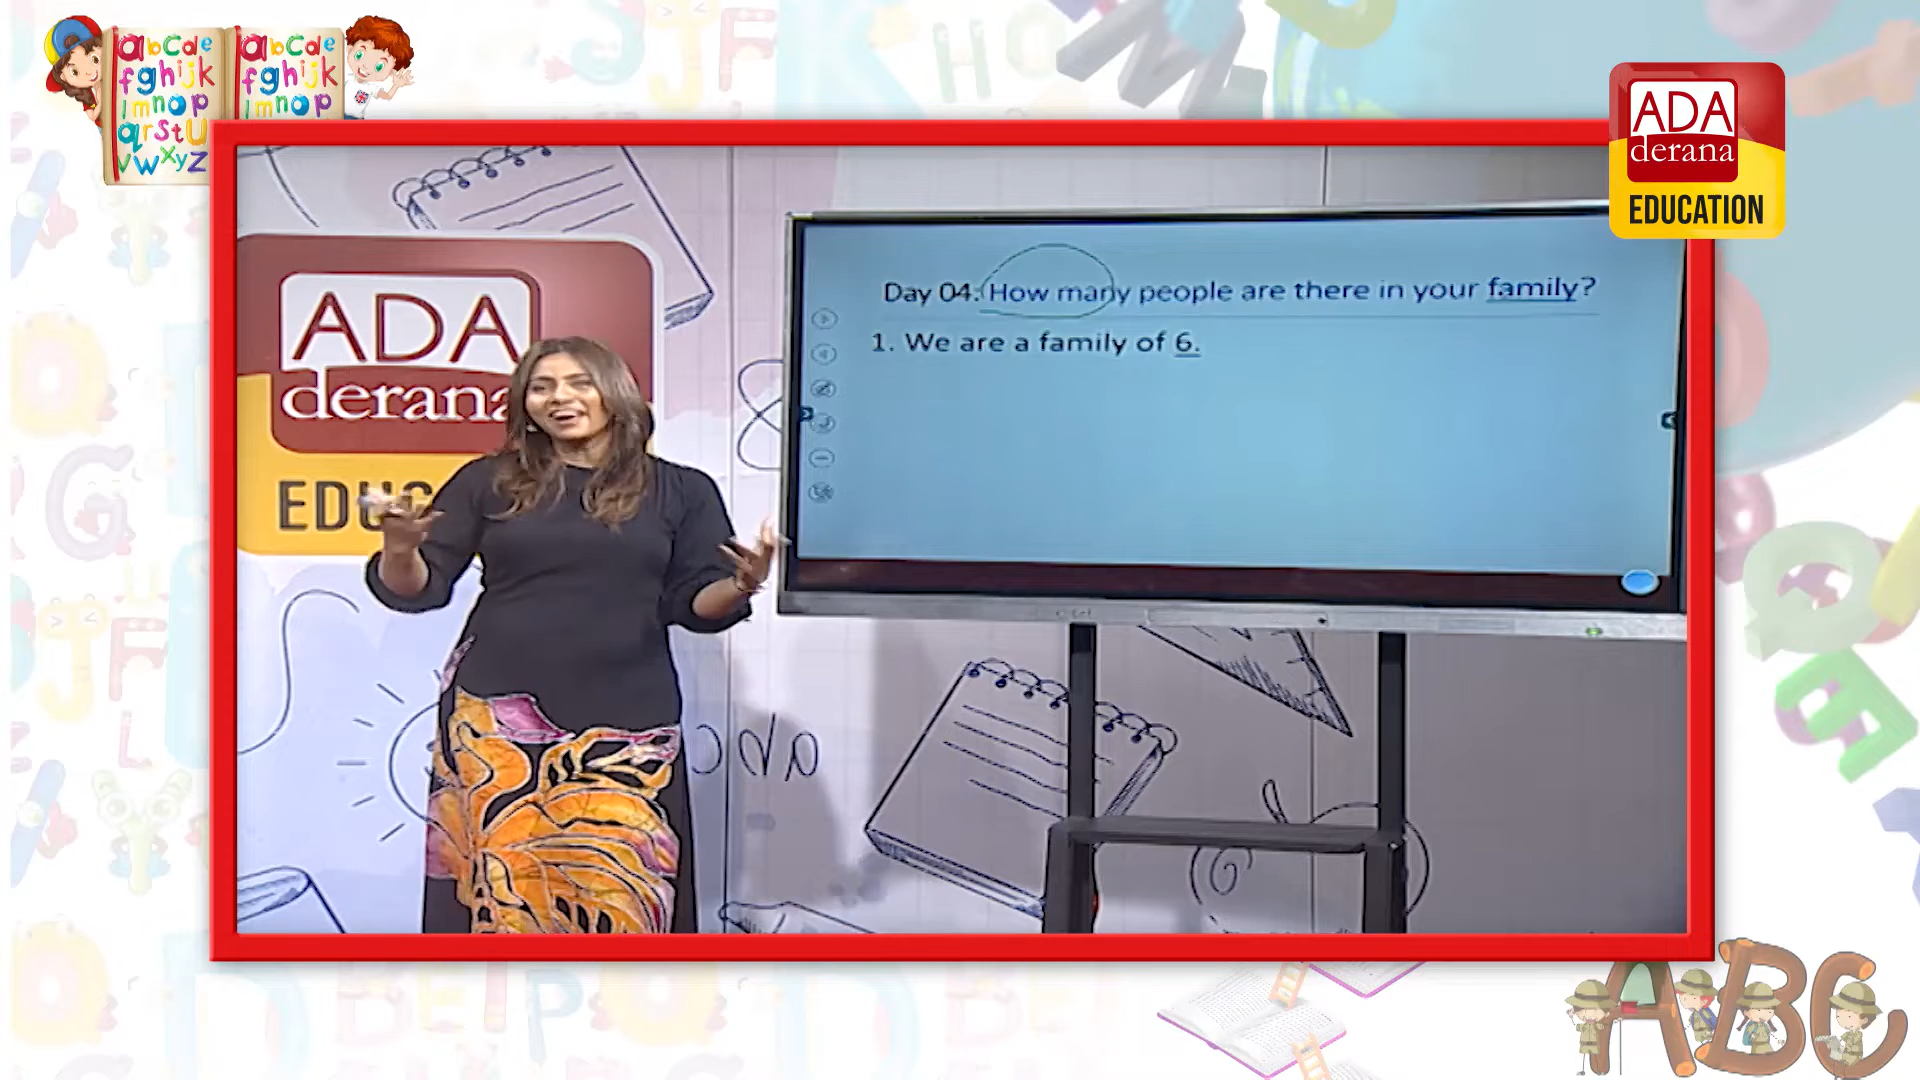 abcde
fghijk
lmnop
qrstu
vwxyz
abcde
fghijk
lmnop
ADA
derana
EDUCATION
ADA
derana
Day 04: How many people are there in your family?
1. We are a family of 6.
ABC